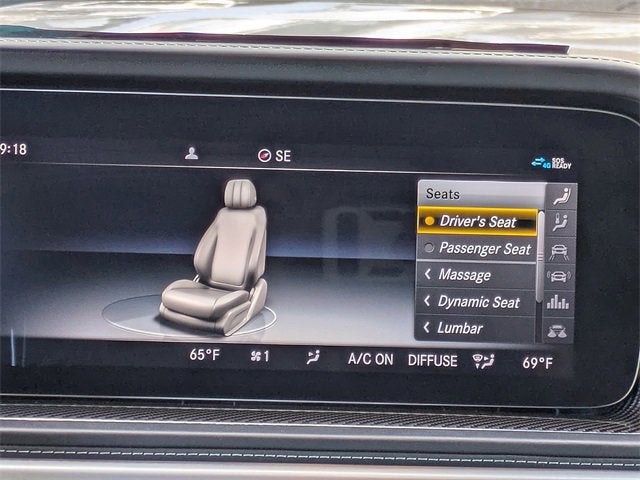 9:18
SE
4G SOS READY
Seats
Driver's Seat
Passenger Seat
Massage
Dynamic Seat
Lumbar
65°F 1 A/C ON DIFFUSE 69°F